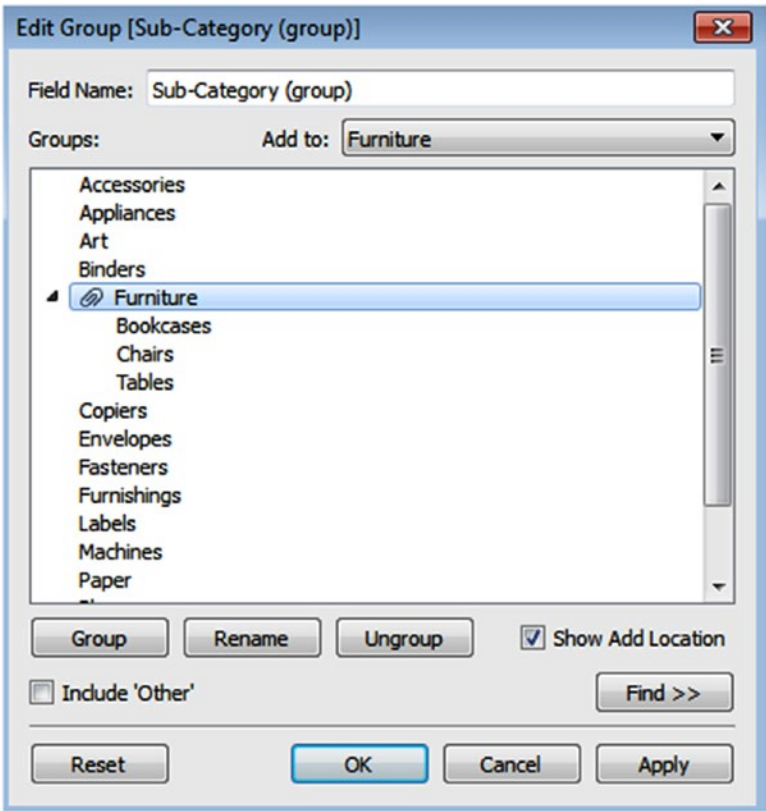 Edit Group [Sub-Category (group)]
Field Name: Sub-Category (group)
Groups: Add to: Furniture
Accessories
Appliances
Art
Binders
Furniture
Bookcases
Chairs
Tables
Copiers
Envelopes
Fasteners
Furnishings
Labels
Machines
Paper
Group Rename Ungroup Show Add Location
Include 'Other' Find >>
Reset OK Cancel Apply